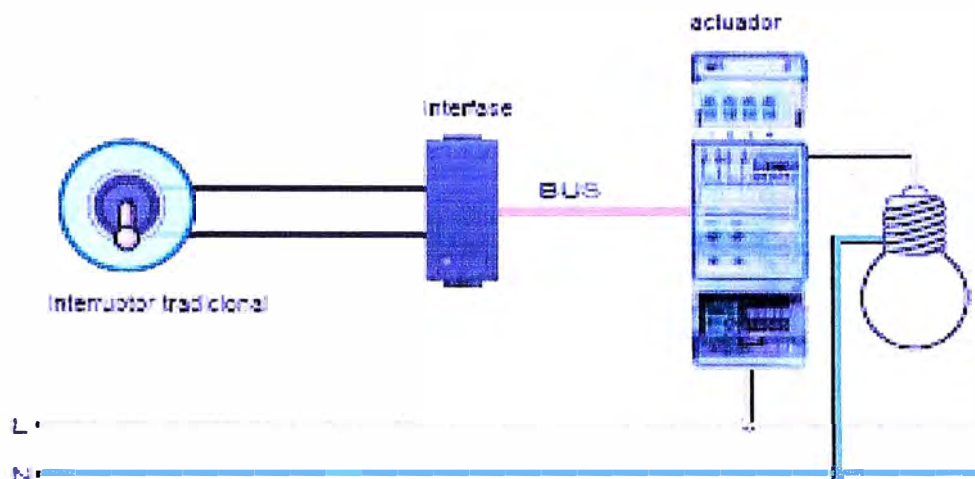 actuador
Interfase
BUS
Interruptor tradicional
L
N